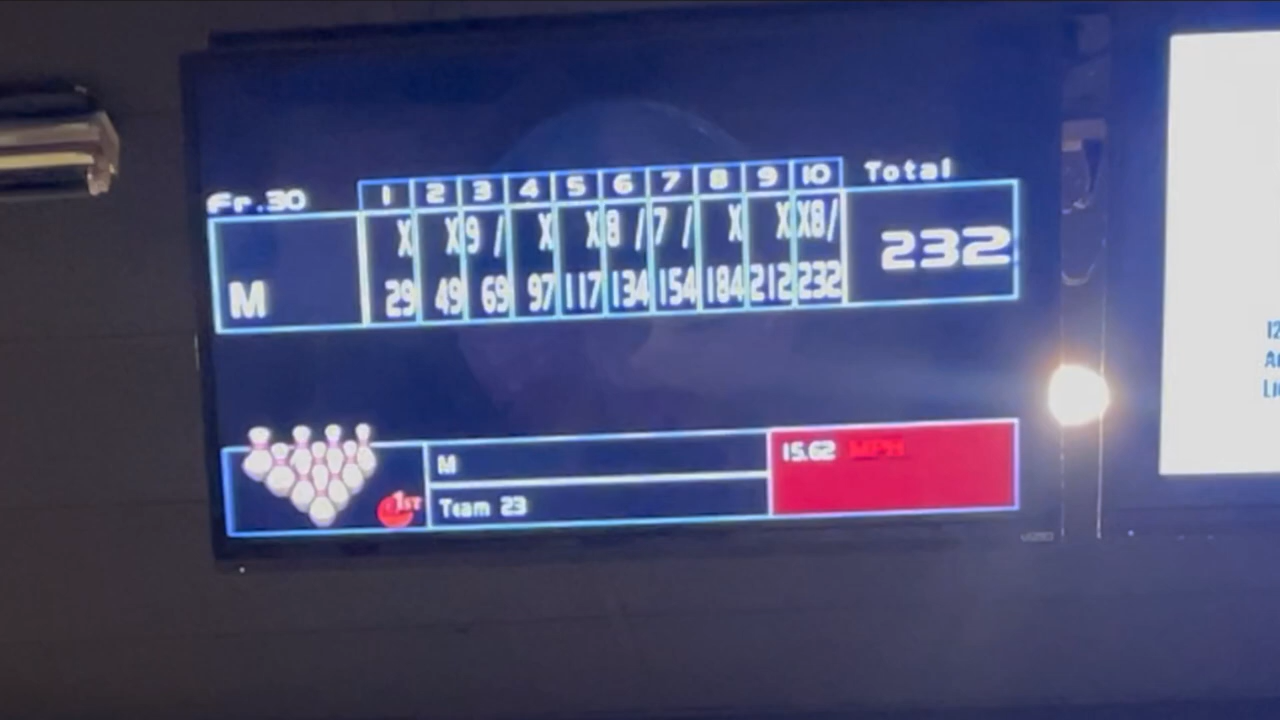 Fr.30 1 2 3 4 5 6 7 8 9 10 Total
X X 9 / X X 8 / 7 / X X X8/
M 29 49 69 97 117 134 154 184 212 232 232
M
15.62 MPH
1ST
Team 23